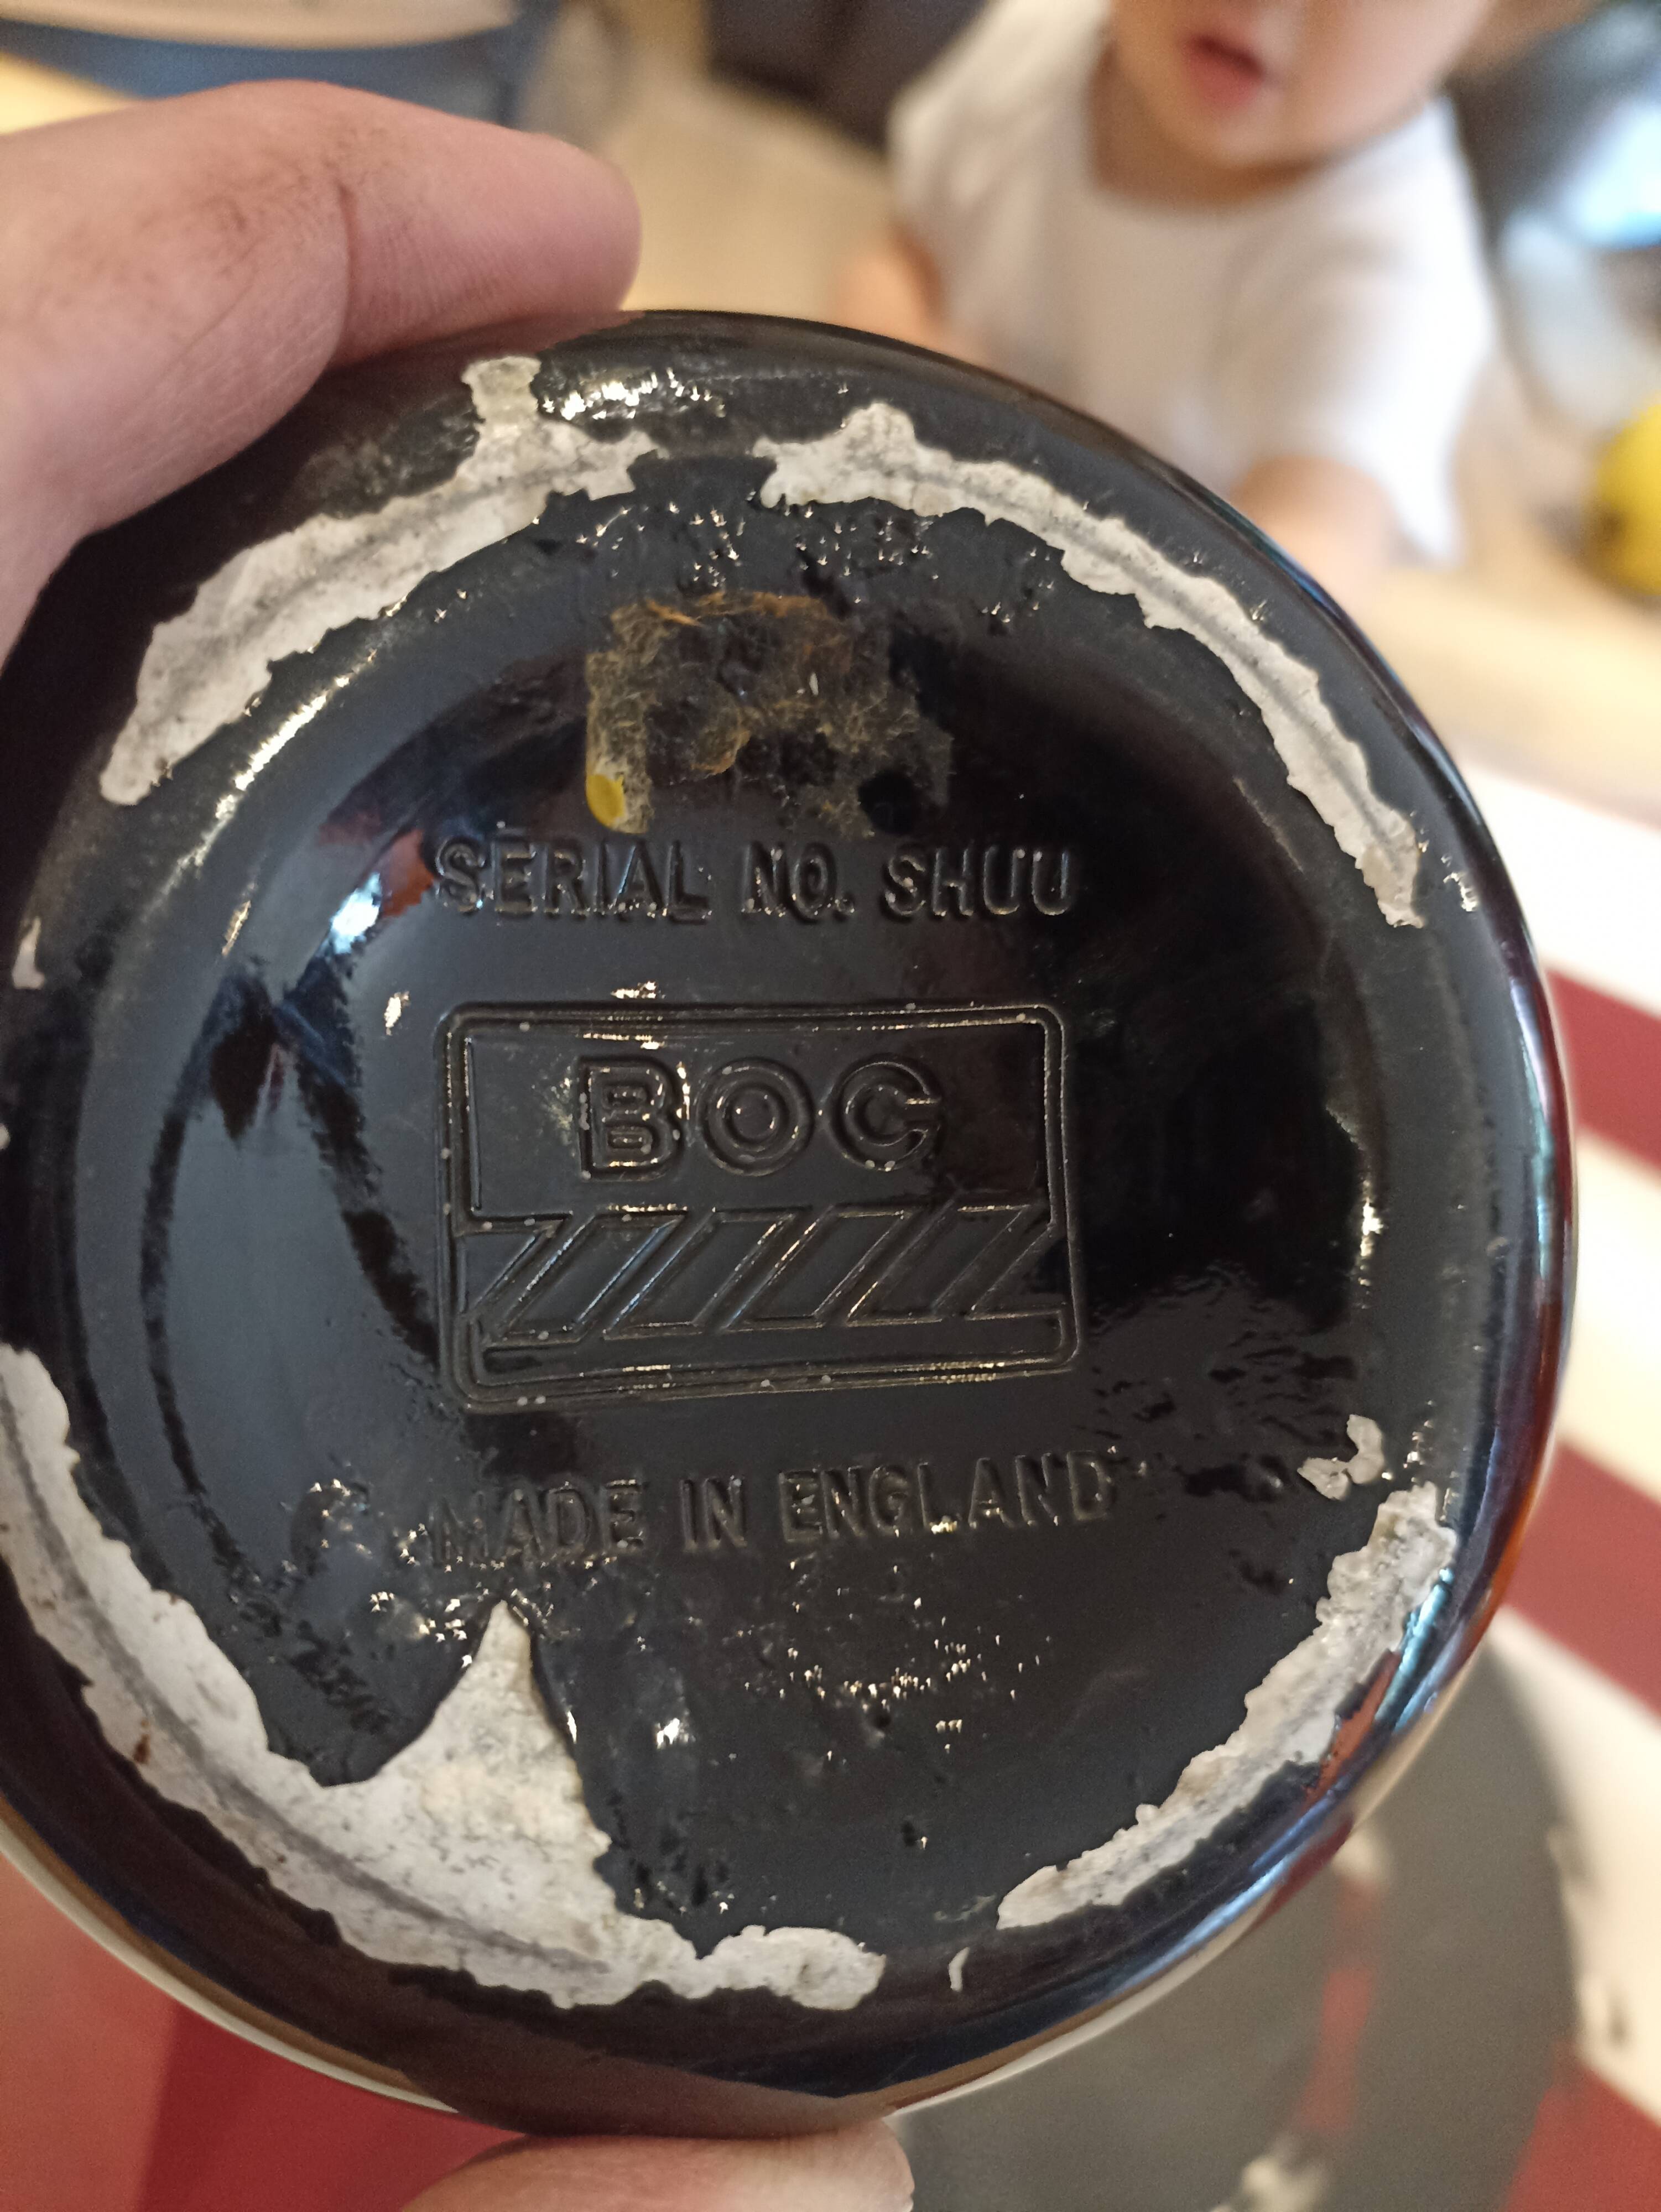 SERIAL NO. SHUU
BOC
MADE IN ENGLAND